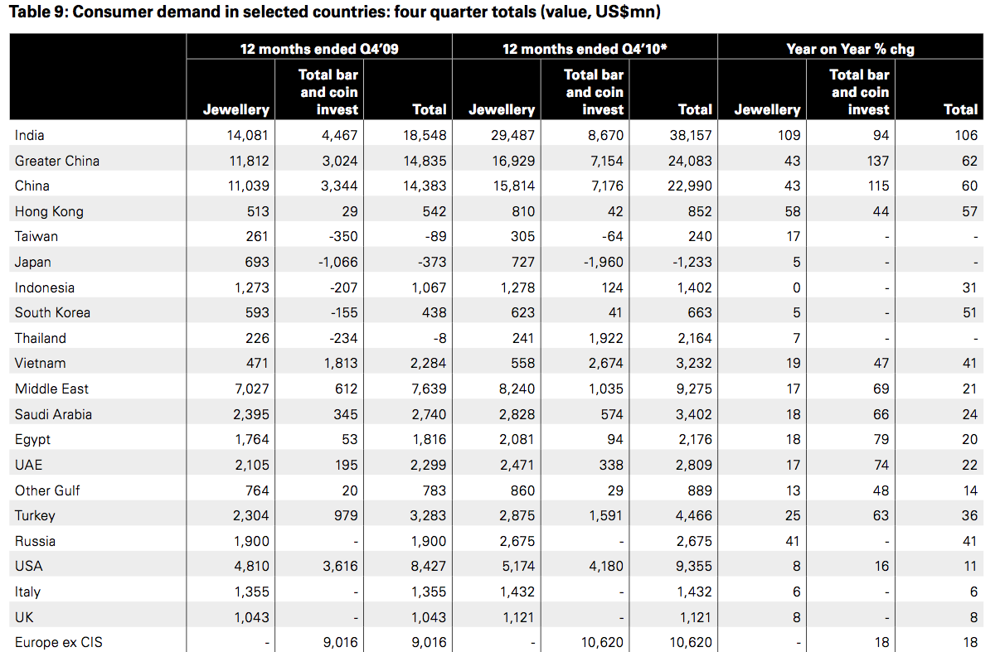 Table 9: Consumer demand in selected countries: four quarter totals (value, US$mn)
12 months ended Q4’09 12 months ended Q4’10* Year on Year % chg
Total bar Total bar Total bar
and coin and coin and coin
Jewellery invest Total Jewellery invest Total Jewellery invest Total
India 14,081 4,467 18,548 29,487 8,670 38,157 109 94 106
Greater China 11,812 3,024 14,835 16,929 7,154 24,083 43 137 62
China 11,039 3,344 14,383 15,814 7,176 22,990 43 115 60
Hong Kong 513 29 542 810 42 852 58 44 57
Taiwan 261 -350 -89 305 -64 240 17 - -
Japan 693 -1,066 -373 727 -1,960 -1,233 5 - -
Indonesia 1,273 -207 1,067 1,278 124 1,402 0 - 31
South Korea 593 -155 438 623 41 663 5 - 51
Thailand 226 -234 -8 241 1,922 2,164 7 - -
Vietnam 471 1,813 2,284 558 2,674 3,232 19 47 41
Middle East 7,027 612 7,639 8,240 1,035 9,275 17 69 21
Saudi Arabia 2,395 345 2,740 2,828 574 3,402 18 66 24
Egypt 1,764 53 1,816 2,081 94 2,176 18 79 20
UAE 2,105 195 2,299 2,471 338 2,809 17 74 22
Other Gulf 764 20 783 860 29 889 13 48 14
Turkey 2,304 979 3,283 2,875 1,591 4,466 25 63 36
Russia 1,900 - 1,900 2,675 - 2,675 41 - 41
USA 4,810 3,616 8,427 5,174 4,180 9,355 8 16 11
Italy 1,355 - 1,355 1,432 - 1,432 6 - 6
UK 1,043 - 1,043 1,121 - 1,121 8 - 8
Europe ex CIS - 9,016 9,016 - 10,620 10,620 - 18 18